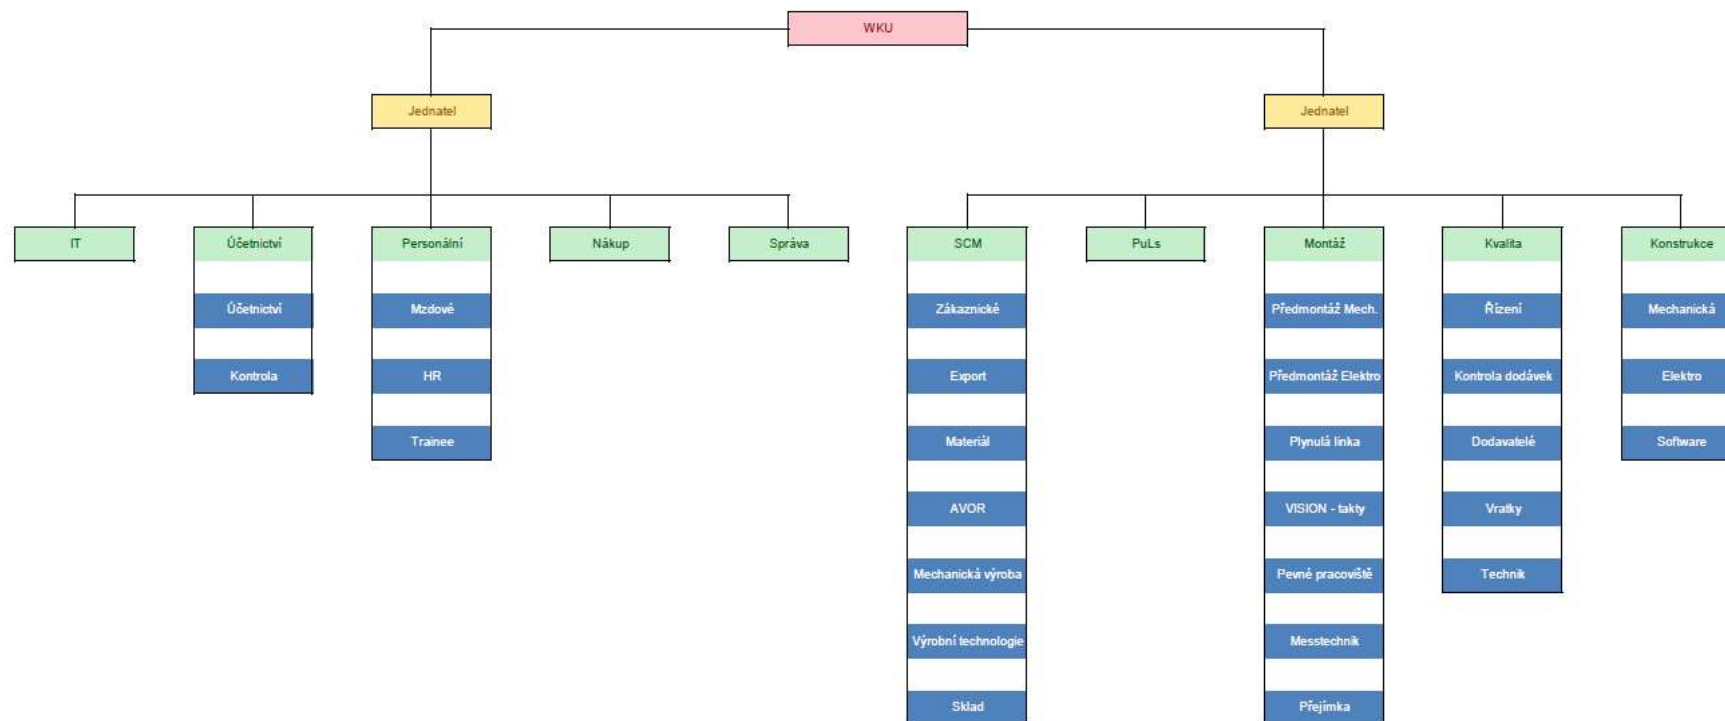 WKU
Jednatel
Jednatel
IT
Účetnictví
Personální
Nákup
Správa
SCM
PuLs
Montáž
Kvalita
Konstrukce
Účetnictví
Mzdové
Zákaznické
Předmontáž Mech.
Řízení
Mechanická
Kontrola
HR
Export
Předmontáž Elektro
Kontrola dodávek
Elektro
Trainee
Materiál
Plynulá linka
Dodavatelé
Software
AVOR
VISION - takty
Vratky
Mechanická výroba
Pevné pracoviště
Technik
Výrobní technologie
Messtechnik
Sklad
Přejímka